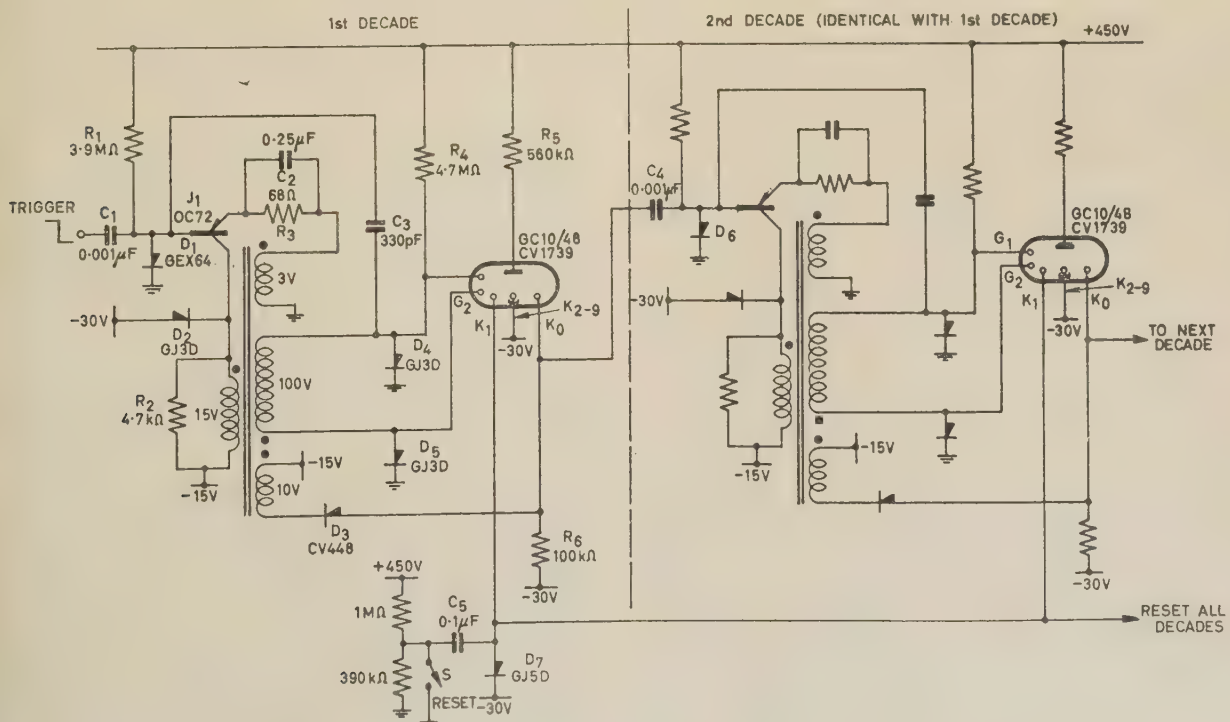 1st DECADE
2nd DECADE (IDENTICAL WITH 1st DECADE)
+450V
R1
3·9MΩ
0·25μF
C2
68Ω
R3
J1
OC72
TRIGGER
C1
0·001μF
D1
GEX64
C3
330pF
R4
4·7MΩ
R5
560kΩ
GC10/4B
CV1739
G2
K1
K2-9
-30V
K0
-30V
D2
GJ3D
3V
100V
D4
GJ3D
R2
4·7kΩ
15V
-15V
D5
GJ3D
-15V
10V
D3
CV448
R6
100kΩ
-30V
C4
0·001μF
D6
-30V
GC10/4B
CV1739
G1
G2
K1
K2-9
K0
-30V
TO NEXT
DECADE
-15V
-15V
-30V
+450V
1MΩ
C5
0·1μF
390kΩ
S
RESET
D7
GJ5D
-30V
RESET ALL
DECADES